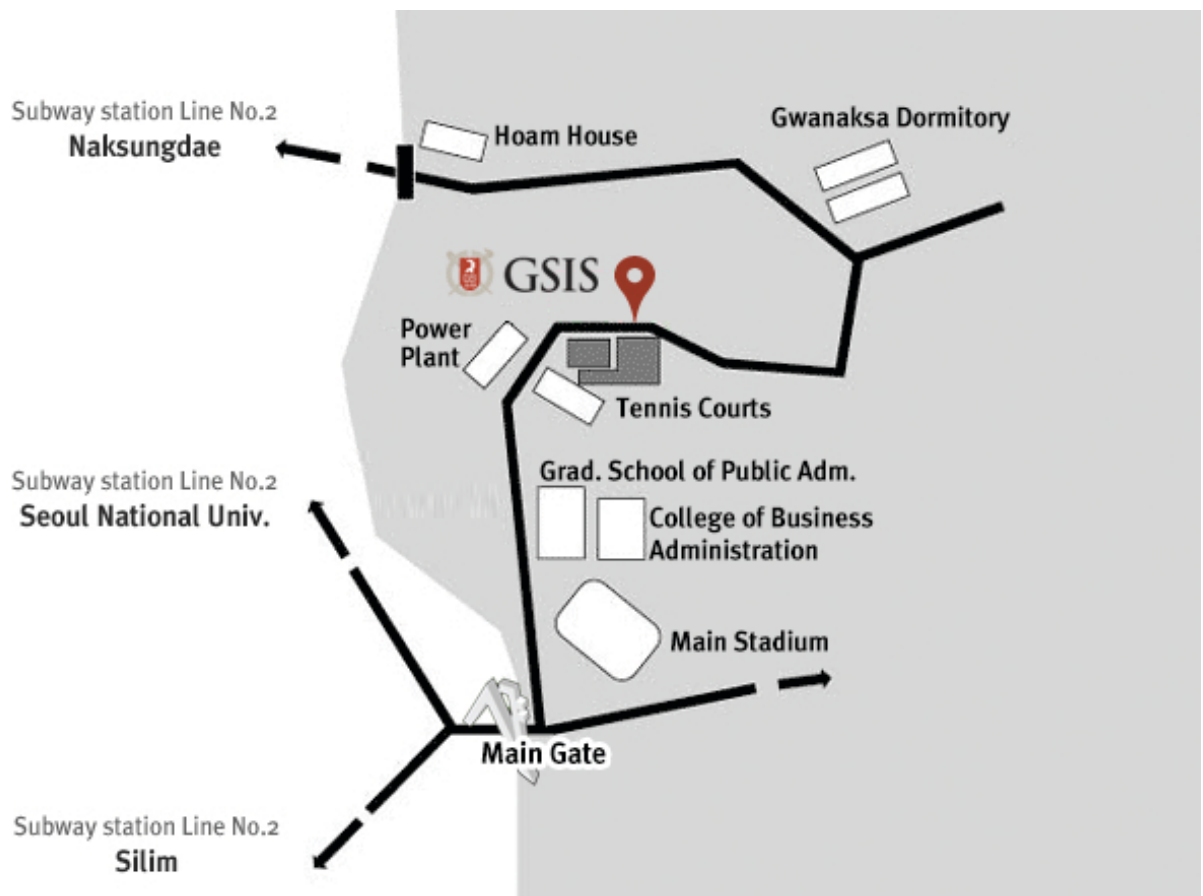 Subway station Line No.2
Naksungdae
Hoam House
Gwanaksa Dormitory
GSIS
Power
Plant
Tennis Courts
Grad. School of Public Adm.
College of Business
Administration
Subway station Line No.2
Seoul National Univ.
Main Stadium
Main Gate
Subway station Line No.2
Silim